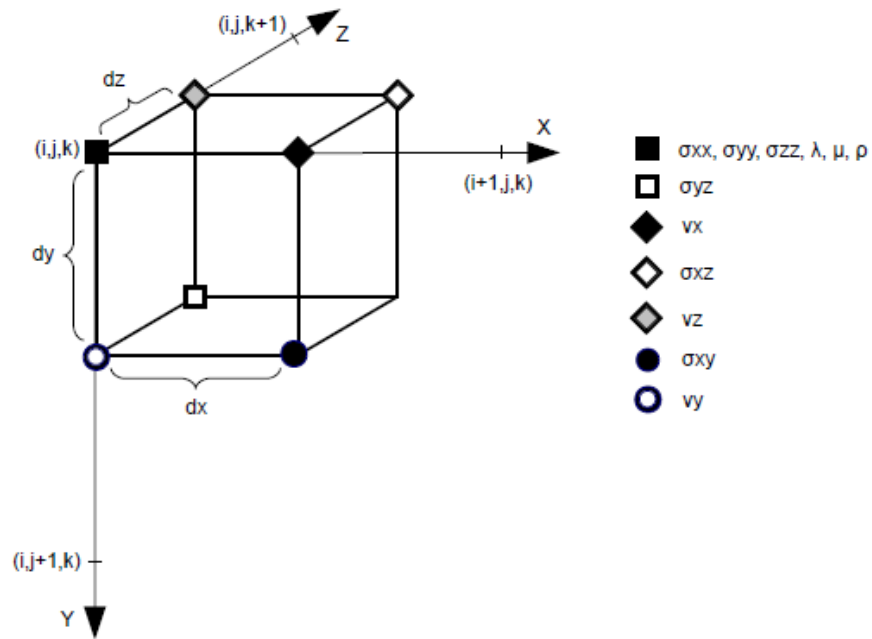 (i,j,k+1)
Z
dz
X
(i,j,k)
(i+1,j,k)
dy
dx
(i,j+1,k)
Y
σxx, σyy, σzz, λ, μ, ρ
σyz
vx
σxz
vz
σxy
vy